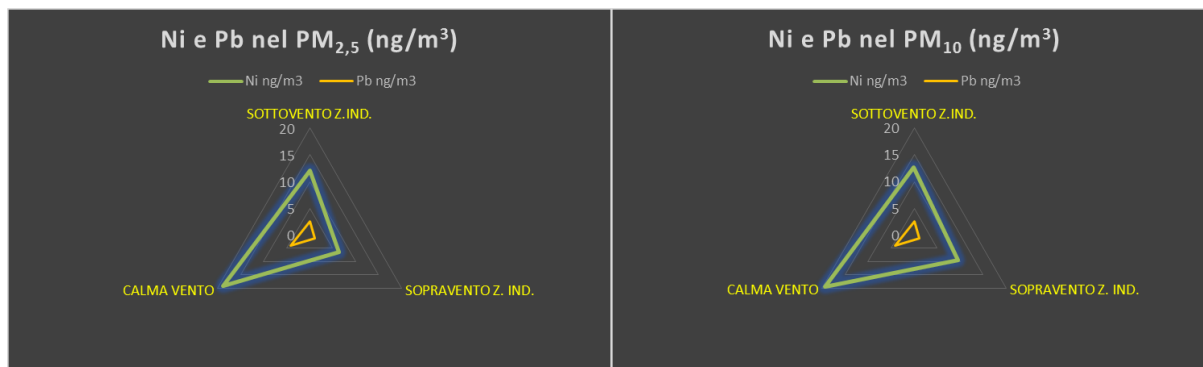 Ni e Pb nel PM2,5 (ng/m³)
Ni ng/m3 Pb ng/m3
SOTTOVENTO Z.IND.
20
15
10
5
0
CALMA VENTO SOPRAVENTO Z. IND.
Ni e Pb nel PM10 (ng/m³)
Ni ng/m3 Pb ng/m3
SOTTOVENTO Z.IND.
20
15
10
5
0
CALMA VENTO SOPRAVENTO Z. IND.